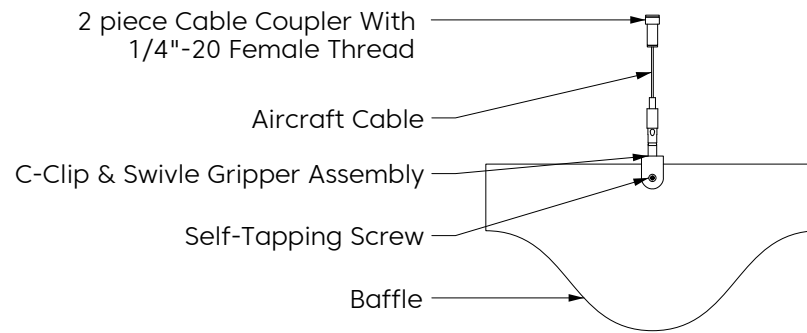 2 piece Cable Coupler With
1/4"-20 Female Thread
Aircraft Cable
C-Clip & Swivle Gripper Assembly
Self-Tapping Screw
Baffle